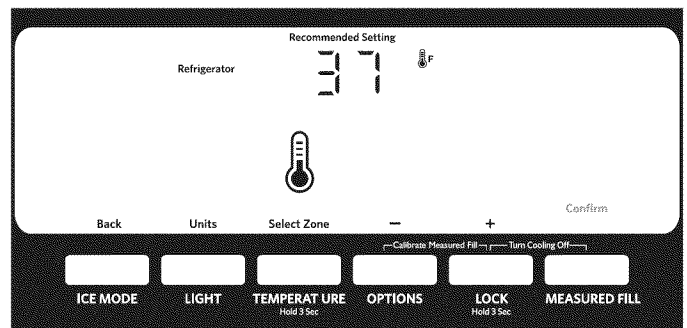 Recommended Setting
Refrigerator 37 F
Back Units Select Zone − + Confirm
Calibrate Measured Fill Turn Cooling Off
ICE MODE LIGHT TEMPERAT URE OPTIONS LOCK MEASURED FILL
Hold 3 Sec Hold 3 Sec